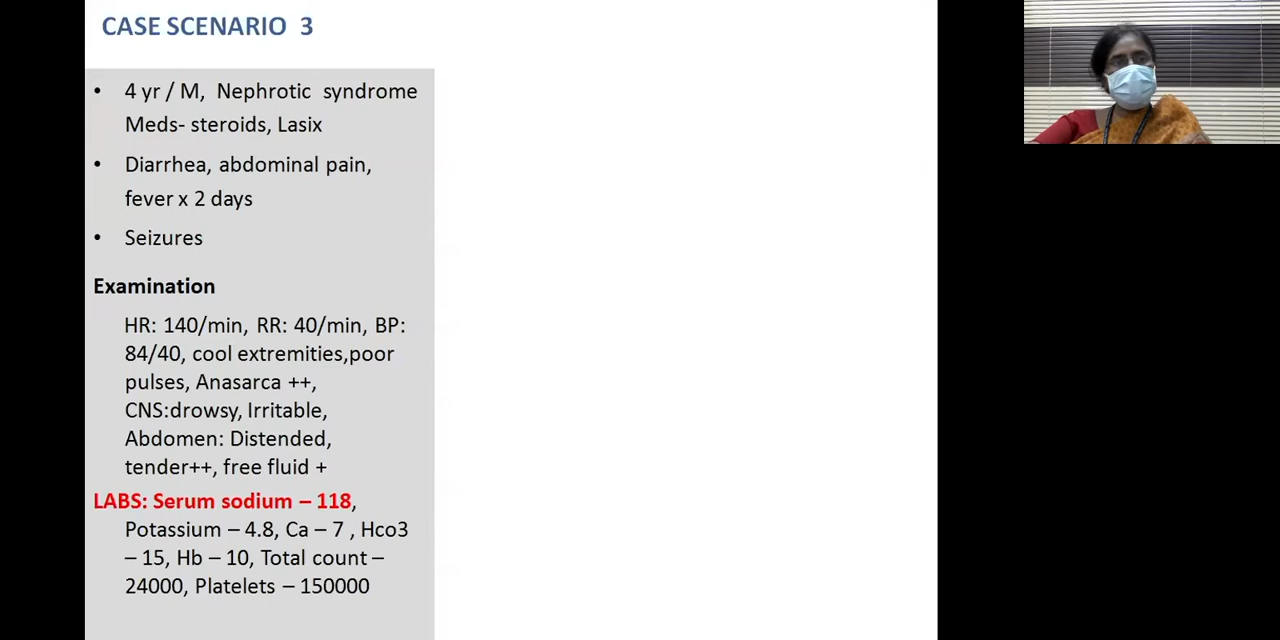 CASE SCENARIO 3
• 4 yr / M, Nephrotic syndrome
Meds- steroids, Lasix
• Diarrhea, abdominal pain,
fever x 2 days
• Seizures
Examination
HR: 140/min, RR: 40/min, BP:
84/40, cool extremities,poor
pulses, Anasarca ++,
CNS:drowsy, Irritable,
Abdomen: Distended,
tender++, free fluid +
LABS: Serum sodium – 118,
Potassium – 4.8, Ca – 7 , Hco3
– 15, Hb – 10, Total count –
24000, Platelets – 150000